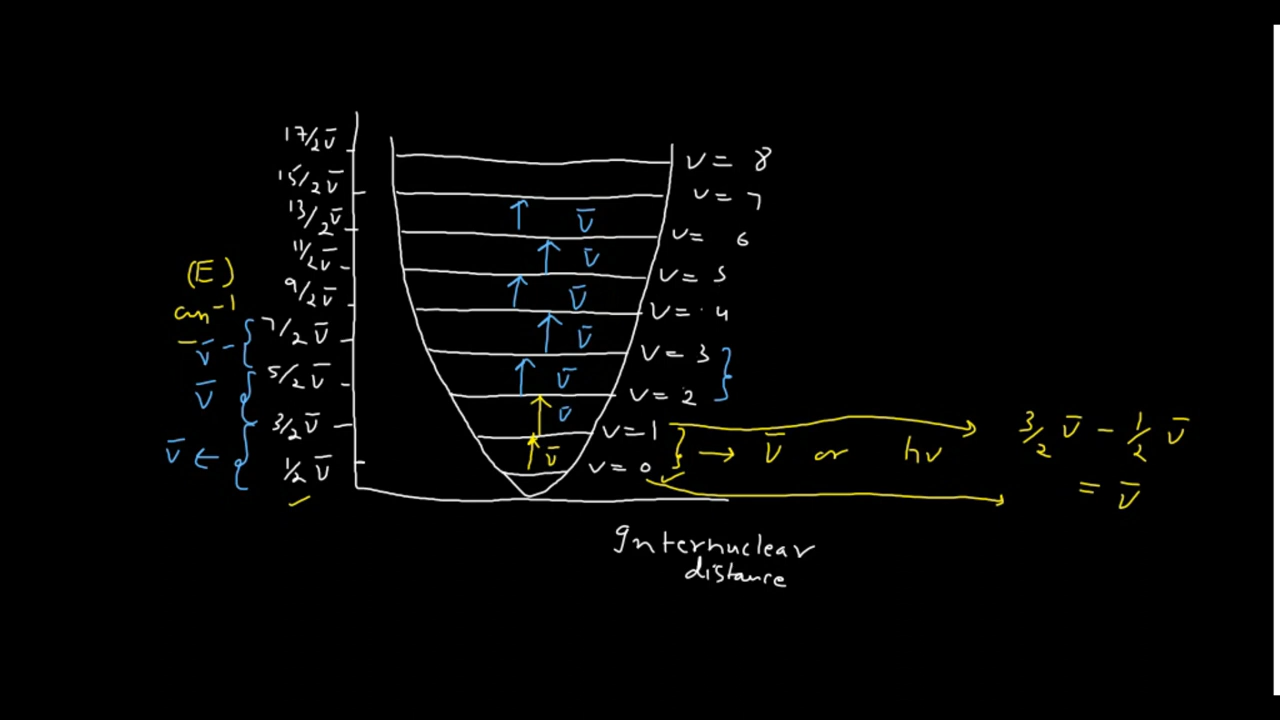 17/2 ν̄
15/2 ν̄
13/2 ν̄
11/2 ν̄
9/2 ν̄
7/2 ν̄
5/2 ν̄
3/2 ν̄
1/2 ν̄
(E)
cm⁻¹
ν̄
ν̄
ν̄ ←
v = 8
v = 7
v = 6
v = 5
v = 4
v = 3
v = 2
v = 1
v = 0
ν̄
ν̄
ν̄
ν̄
ν̄
ν̄
ν̄
→ ν̄ or hν
3/2 ν̄ - 1/2 ν̄
= ν̄
Internuclear
distance